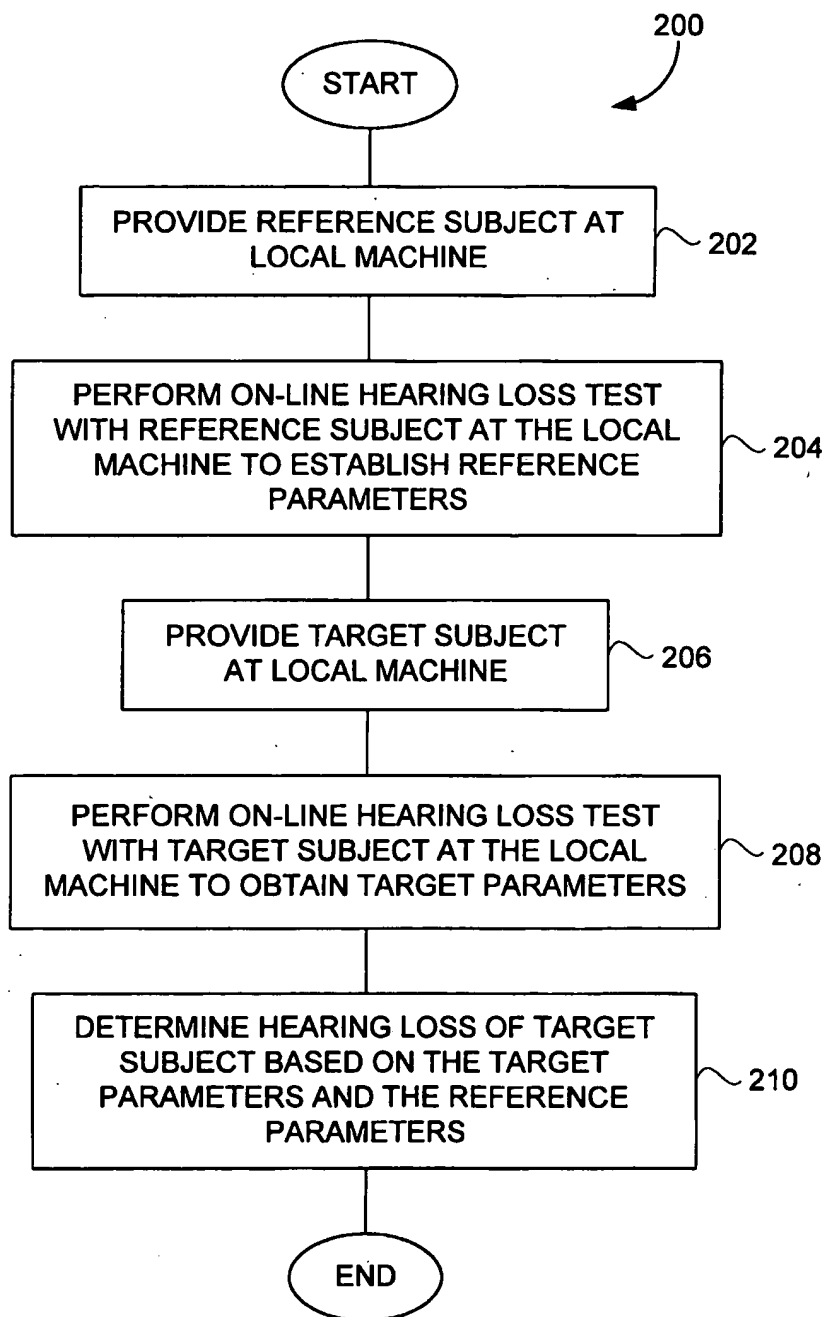 200
START
PROVIDE REFERENCE SUBJECT AT
LOCAL MACHINE
202
PERFORM ON-LINE HEARING LOSS TEST
WITH REFERENCE SUBJECT AT THE LOCAL
MACHINE TO ESTABLISH REFERENCE
PARAMETERS
204
PROVIDE TARGET SUBJECT
AT LOCAL MACHINE
206
PERFORM ON-LINE HEARING LOSS TEST
WITH TARGET SUBJECT AT THE LOCAL
MACHINE TO OBTAIN TARGET PARAMETERS
208
DETERMINE HEARING LOSS OF TARGET
SUBJECT BASED ON THE TARGET
PARAMETERS AND THE REFERENCE
PARAMETERS
210
END